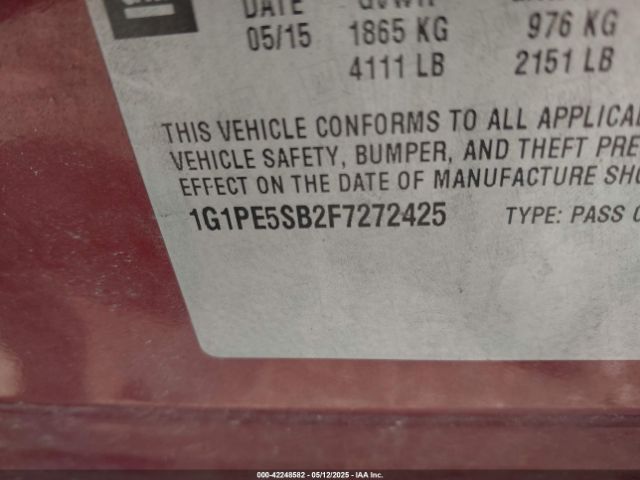 DATE GVWR
05/15 1865 KG 976 KG
4111 LB 2151 LB
THIS VEHICLE CONFORMS TO ALL APPLICAB
VEHICLE SAFETY, BUMPER, AND THEFT PRE
EFFECT ON THE DATE OF MANUFACTURE SHO
1G1PE5SB2F7272425 TYPE: PASS C
000-42248582 - 05/12/2025 - IAA Inc.